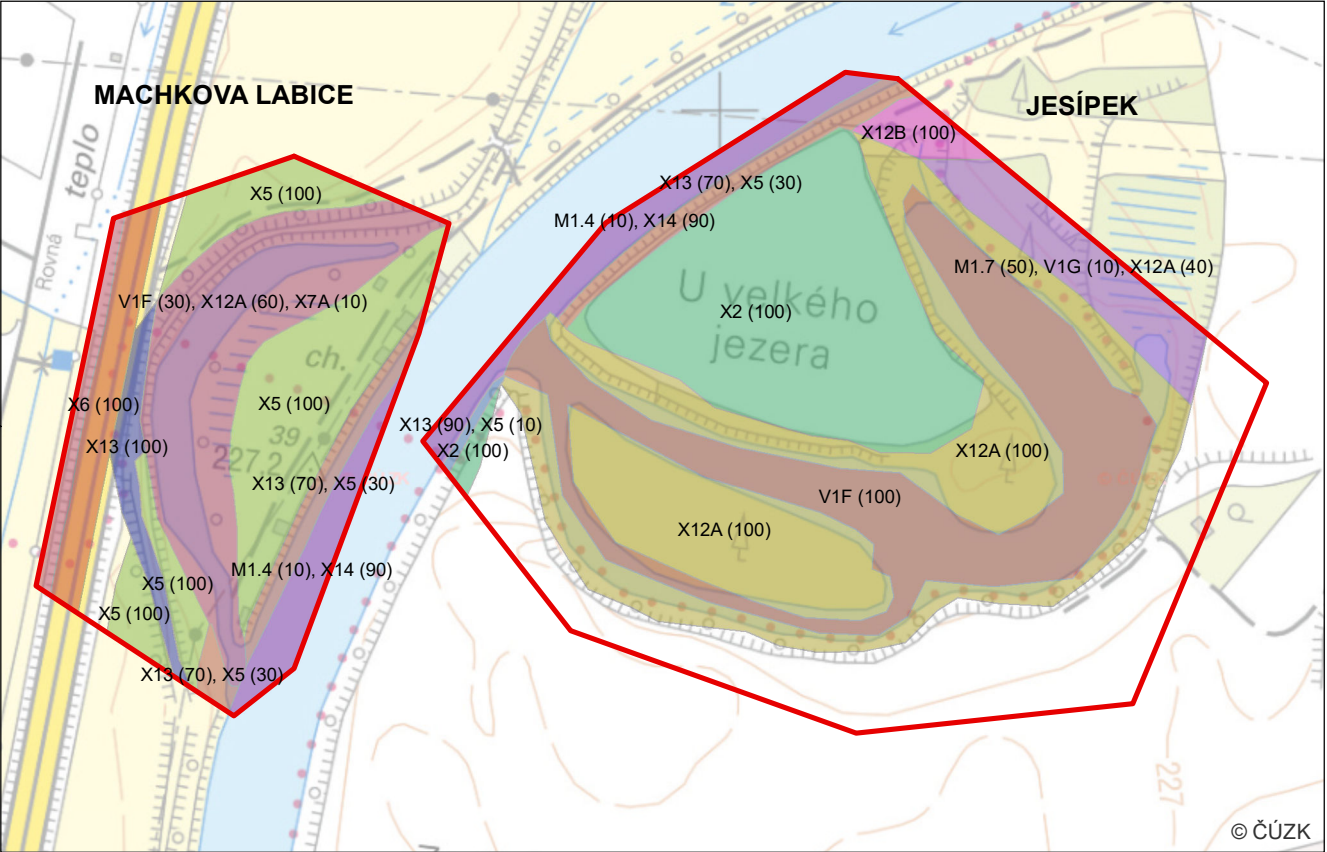 MACHKOVA LABICE
JESÍPEK
teplo
Rovná
X5 (100)
X12B (100)
X13 (70), X5 (30)
M1.4 (10), X14 (90)
M1.7 (50), V1G (10), X12A (40)
V1F (30), X12A (60), X7A (10)
U velkého
jezera
X2 (100)
ch.
X6 (100)
X5 (100)
39
227.2
X13 (100)
X13 (90), X5 (10)
X2 (100)
X12A (100)
X13 (70), X5 (30)
V1F (100)
X12A (100)
M1.4 (10), X14 (90)
X5 (100)
X5 (100)
X13 (70), X5 (30)
227
© ČÚZK